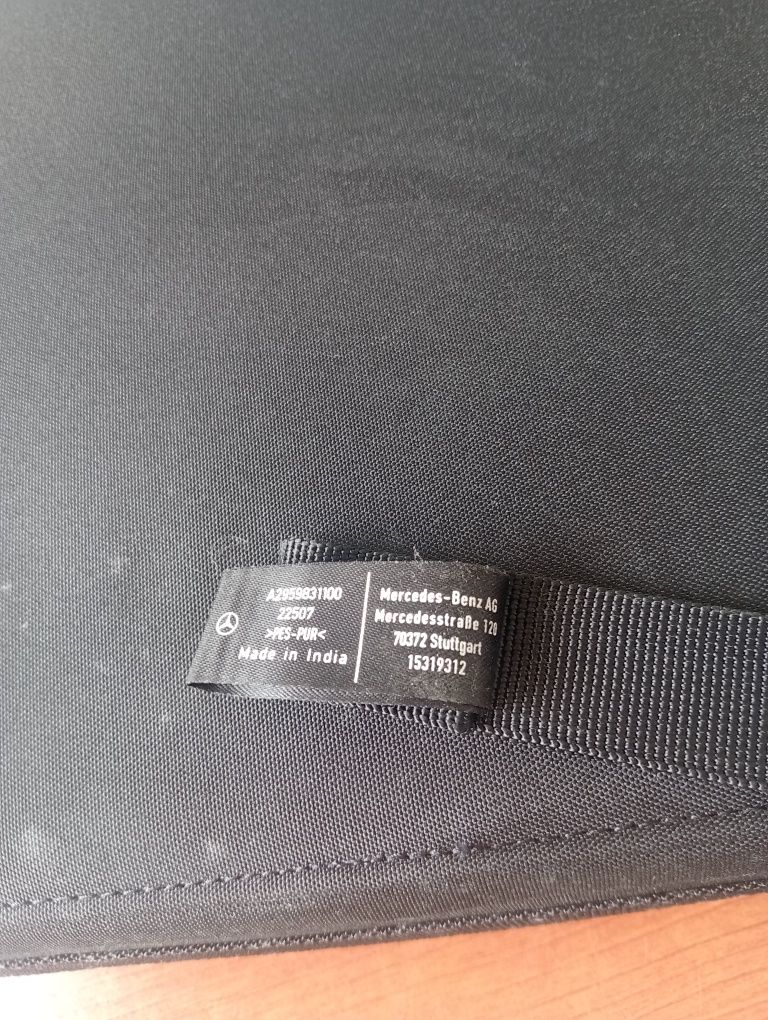 A2959831100
22507
>PES-PUR<
Made in India
Mercedes-Benz AG
Mercedesstraße 120
70372 Stuttgart
15319312